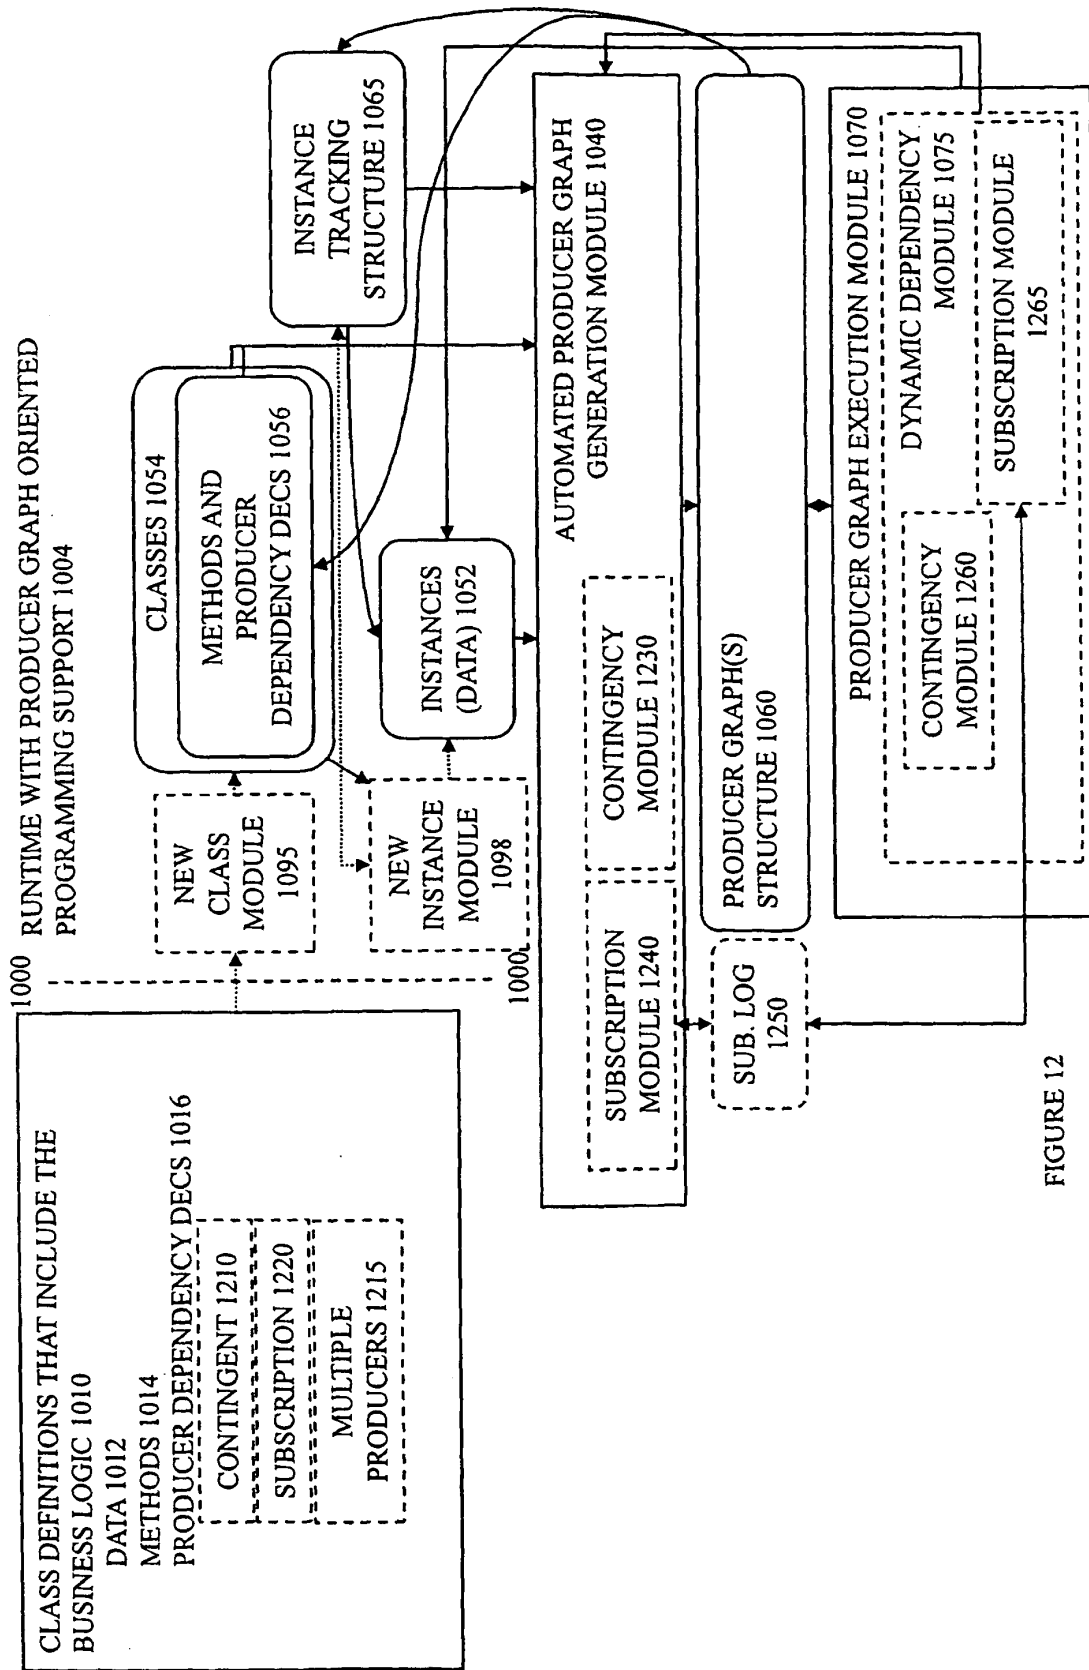 1000
RUNTIME WITH PRODUCER GRAPH ORIENTED
PROGRAMMING SUPPORT 1004
CLASS DEFINITIONS THAT INCLUDE THE
BUSINESS LOGIC 1010
DATA 1012
METHODS 1014
PRODUCER DEPENDENCY DECS 1016
CONTINGENT 1210
SUBSCRIPTION 1220
MULTIPLE
PRODUCERS 1215
1000
NEW
CLASS
MODULE
1095
CLASSES 1054
METHODS AND
PRODUCER
DEPENDENCY DECS 1056
INSTANCE
TRACKING
STRUCTURE 1065
NEW
INSTANCE
MODULE
1098
INSTANCES
(DATA) 1052
AUTOMATED PRODUCER GRAPH
GENERATION MODULE 1040
SUBSCRIPTION
MODULE 1240
CONTINGENCY
MODULE 1230
SUB. LOG
1250
PRODUCER GRAPH(S)
STRUCTURE 1060
PRODUCER GRAPH EXECUTION MODULE 1070
DYNAMIC DEPENDENCY
MODULE 1075
CONTINGENCY
MODULE 1260
SUBSCRIPTION MODULE
1265
FIGURE 12